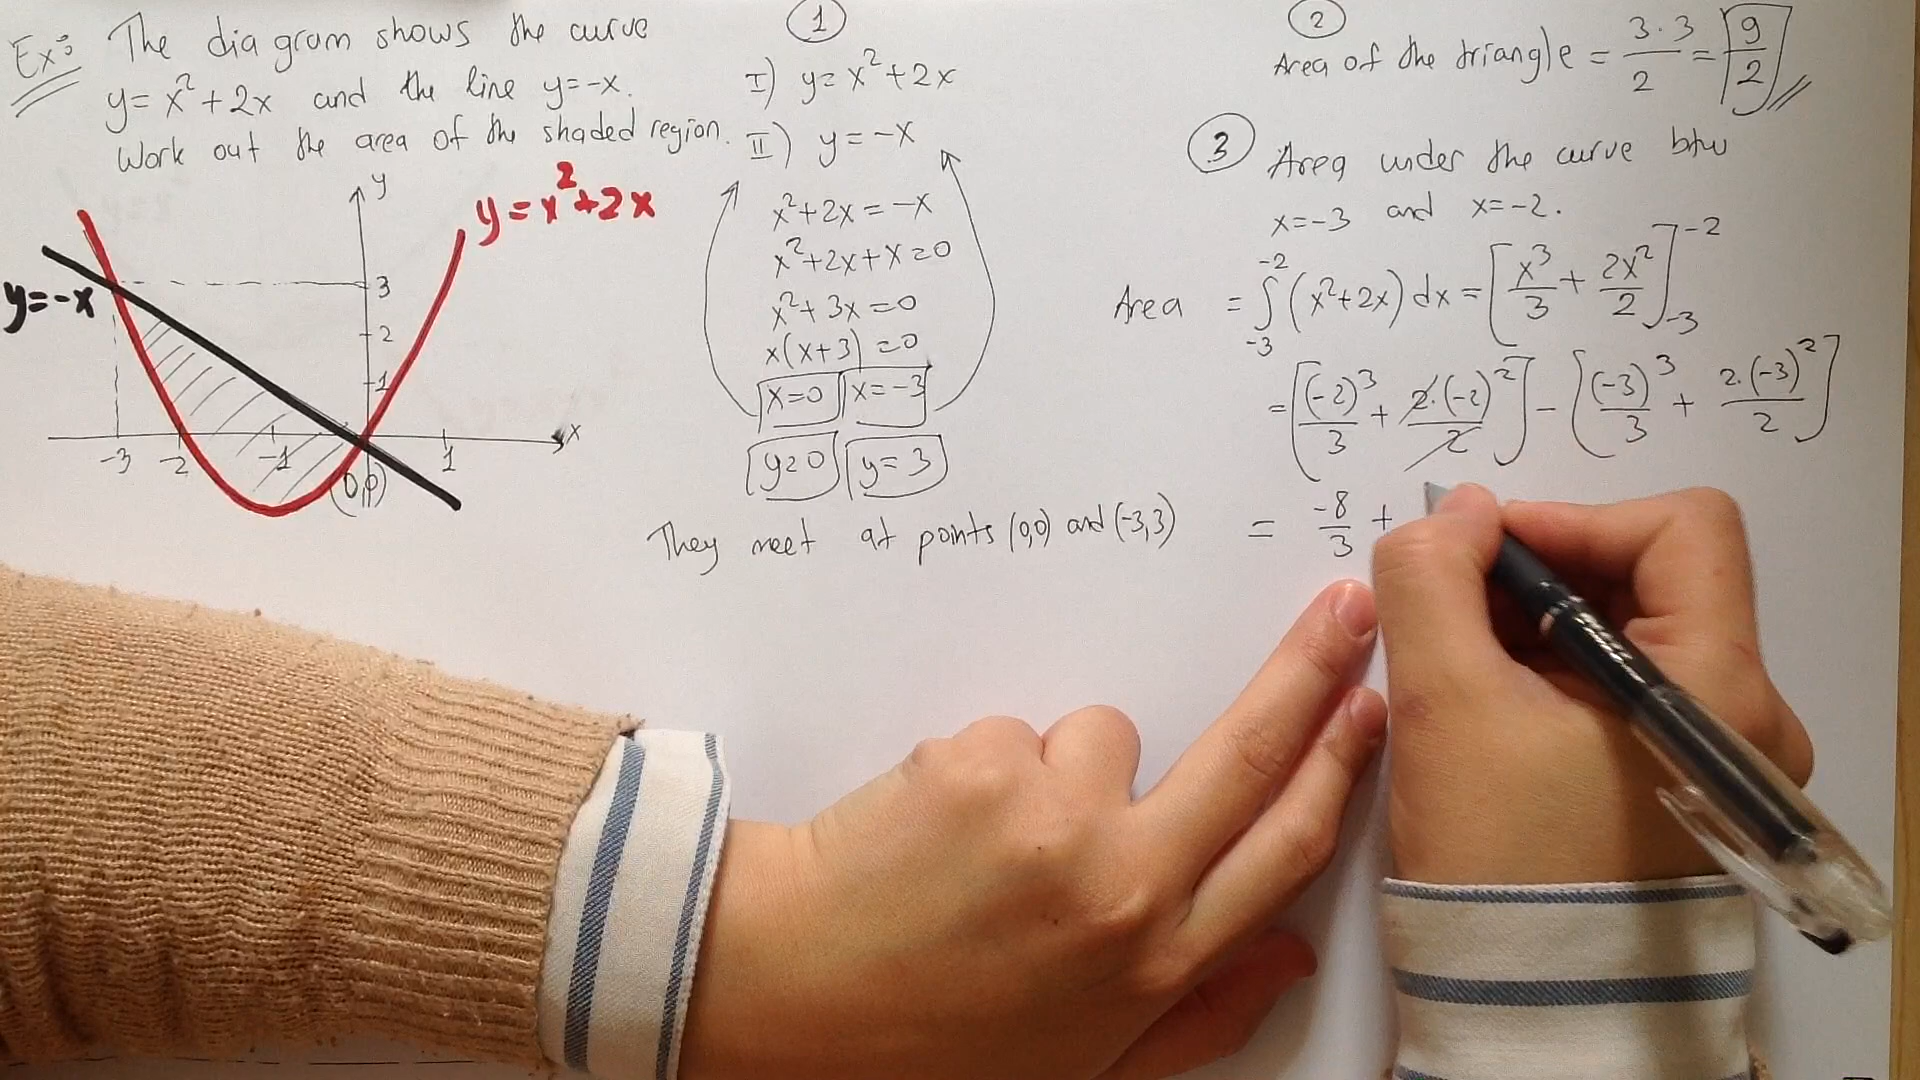 Ex: The diagram shows the curve
y = x² + 2x and the line y = -x.
Work out the area of the shaded region.
y
y = x² + 2x
y = -x
3
2
1
x
-3 -2 -1 1
(0,0)
①
I) y = x² + 2x
II) y = -x
x² + 2x = -x
x² + 2x + x = 0
x² + 3x = 0
x(x+3) = 0
x = 0 x = -3
y = 0 y = 3
They meet at points (0,0) and (-3,3)
②
Area of the triangle = 3·3/2 = 9/2
③ Area under the curve btw
x = -3 and x = -2.
Area = ∫_{-3}^{-2} (x² + 2x) dx = [x³/3 + 2x²/2]_{-3}^{-2}
= [(-2)³/3 + 2·(-2)²/2] - [(-3)³/3 + 2·(-3)²/2]
= -8/3 +